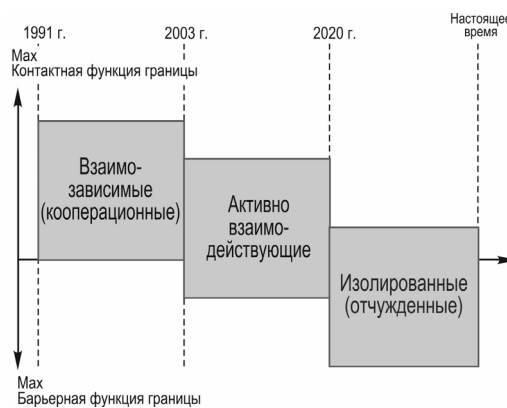 1991 г.
2003 г.
2020 г.
Настоящее
время
Max
Контактная функция границы
Взаимо-
зависимые
(кооперационные)
Активно
взаимо-
действующие
Изолированные
(отчужденные)
Max
Барьерная функция границы